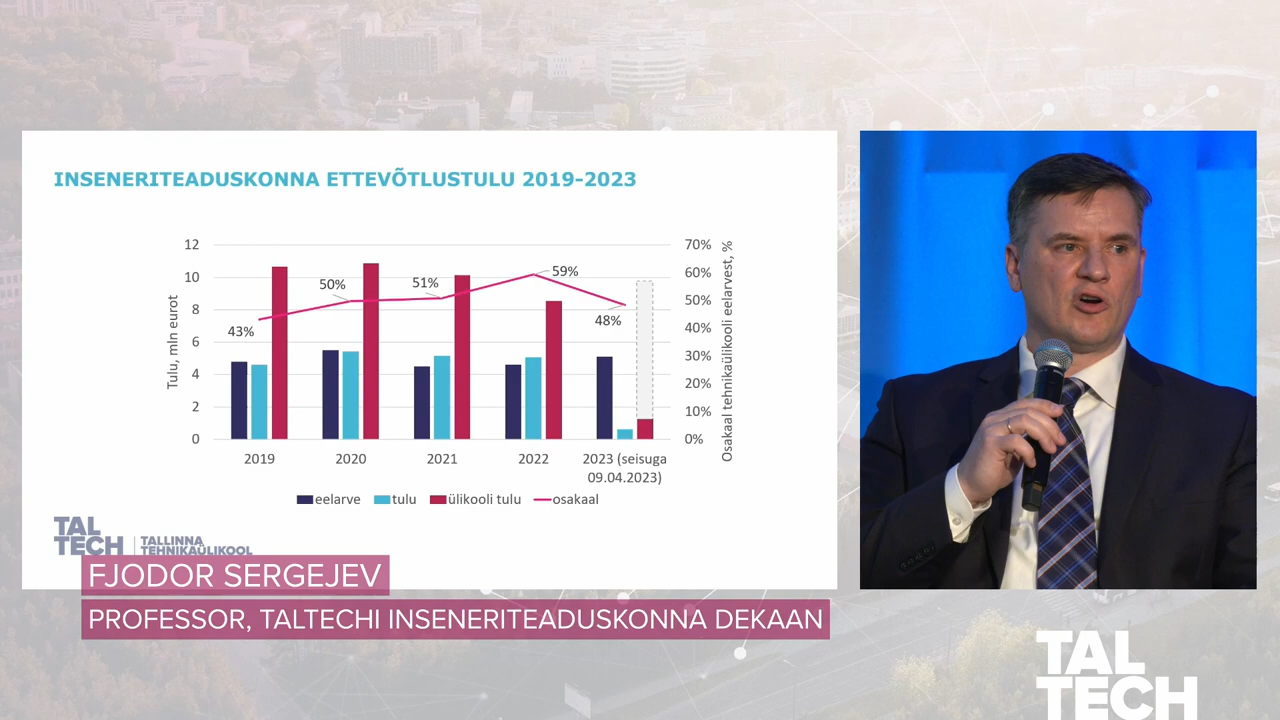 INSENERITEADUSKONNA ETTEVÕTLUSTULU 2019-2023
Tulu, mln eurot
12
10
8
6
4
2
0
70%
60%
50%
40%
30%
20%
10%
0%
Osakaal tehnikaülikooli eelarvest, %
43%
50%
51%
59%
48%
2019
2020
2021
2022
2023 (seisuga
09.04.2023)
eelarve
tulu
ülikooli tulu
osakaal
TAL
TECH
TALLINNA
TEHNIKAÜLIKOOL
FJODOR SERGEJEV
PROFESSOR, TALTECHI INSENERITEADUSKONNA DEKAAN
TAL
TECH